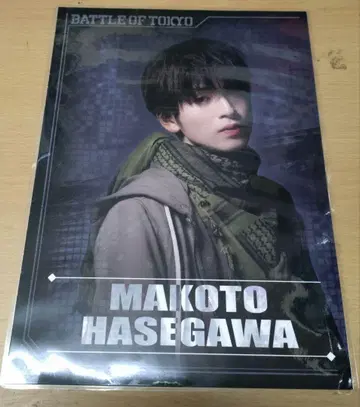 BATTLE OF TOKYO
MAKOTO
HASEGAWA